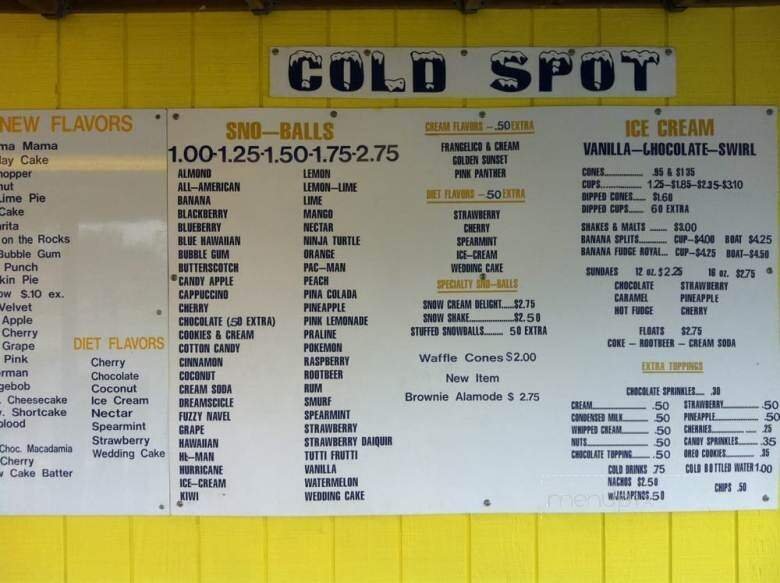 COLD SPOT
NEW FLAVORS
Mama
Cake
Pie
Cake
on the Rocks
Bubble Gum
Punch
Pie
$.10 ex.
Velvet
Apple
Cherry
Grape
Pink
Cheesecake
Shortcake
Choc. Macadamia
Cherry
Cake Batter
DIET FLAVORS
Cherry
Chocolate
Coconut
Ice Cream
Nectar
Spearmint
Strawberry
Wedding Cake
SNO-BALLS
1.00-1.25-1.50-1.75-2.75
ALMOND
ALL-AMERICAN
BANANA
BLACKBERRY
BLUEBERRY
BLUE HAWAIIAN
BUBBLE GUM
BUTTERSCOTCH
CANDY APPLE
CAPPUCCINO
CHERRY
CHOCOLATE (.50 EXTRA)
COOKIES & CREAM
COTTON CANDY
CINNAMON
COCONUT
CREAM SODA
DREAMSCICLE
FUZZY NAVEL
GRAPE
HAWAIIAN
HE-MAN
HURRICANE
ICE-CREAM
KIWI
LEMON
LEMON-LIME
LIME
MANGO
NECTAR
NINJA TURTLE
ORANGE
PAC-MAN
PEACH
PINA COLADA
PINEAPPLE
PINK LEMONADE
PRALINE
POKEMON
RASPBERRY
ROOTBEER
RUM
SMURF
SPEARMINT
STRAWBERRY
STRAWBERRY DAIQUIR
TUTTI FRUTTI
VANILLA
WATERMELON
WEDDING CAKE
CREAM FLAVORS -.50 EXTRA
FRANGELICO & CREAM
GOLDEN SUNSET
PINK PANTHER
DIET FLAVORS -.50 EXTRA
STRAWBERRY
CHERRY
SPEARMINT
ICE-CREAM
WEDDING CAKE
SPECIALTY SNO-BALLS
SNOW CREAM DELIGHT.....$2.75
SNOW SHAKE..............$2.50
STUFFED SNOWBALLS....... 50 EXTRA
Waffle Cones $2.00
New Item
Brownie Alamode $ 2.75
ICE CREAM
VANILLA-CHOCOLATE-SWIRL
CONES........... .95 & $1 35
CUPS............ 1.25-$1.85-$2.35-$3.10
DIPPED CONES..... $1.60
DIPPED CUPS..... 60 EXTRA
SHAKES & MALTS ....... $3.00
BANANA SPLITS......... CUP-$4.00 BOAT $4.25
BANANA FUDGE ROYAL... CUP-$4.25 BOAT-$4.50
SUNDAES 12 oz. $2.25 16 oz. $2.75
CHOCOLATE STRAWBERRY
CARAMEL PINEAPPLE
HOT FUDGE CHERRY
FLOATS $2.75
COKE - ROOTBEER - CREAM SODA
EXTRA TOPPINGS
CHOCOLATE SPRINKLES... .30
CREAM............ .50 STRAWBERRY........ .50
CONDENSED MILK...... .50 PINEAPPLE........ .50
WHIPPED CREAM...... .50 CHERRIES........ .25
NUTS............ .50 CANDY SPRINKLES.... .35
CHOCOLATE TOPPING..... .50 OREO COOKIES..... .35
COLD DRINKS .75 COLD BOTTLED WATER 1.00
NACHOS $2.50 CHIPS .50
W/JALAPENOS .50